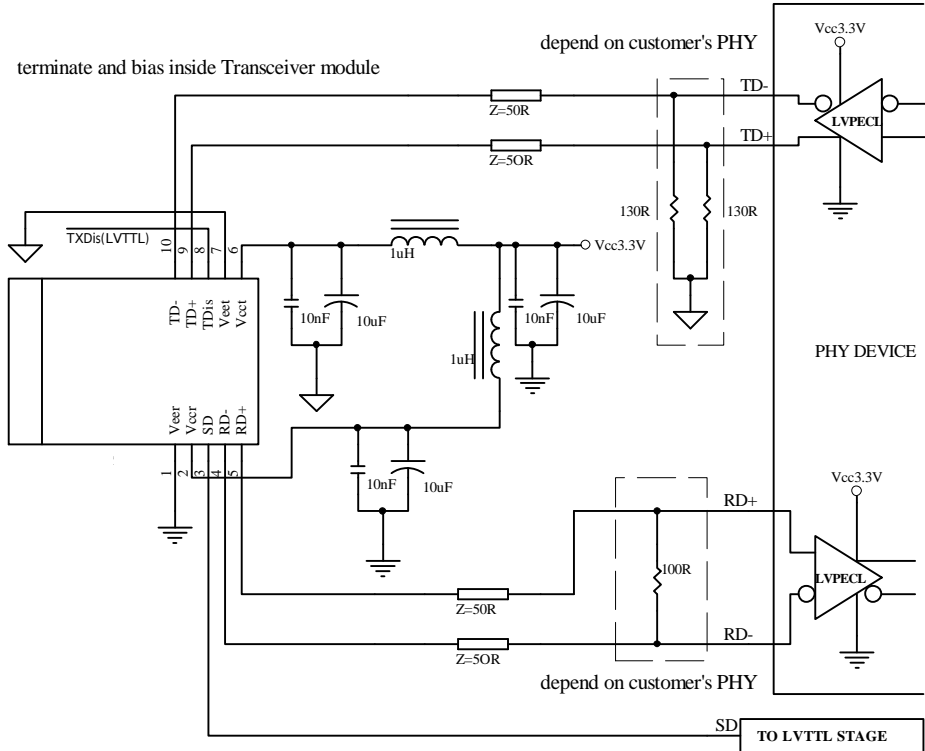 depend on customer's PHY
Vcc3.3V
terminate and bias inside Transceiver module
TD-
Z=50R
LVPECL
TD+
Z=5OR
130R
130R
TXDis(LVTTL)
10
9
8
7
6
1uH
Vcc3.3V
TD-
TD+
TDis
Veet
Vcct
10nF
10uF
10nF
10uF
1uH
PHY DEVICE
Veer
Vccr
SD
RD-
RD+
1
2
3
4
5
10nF
10uF
Vcc3.3V
RD+
100R
LVPECL
Z=50R
RD-
Z=5OR
depend on customer's PHY
SD
TO LVTTL STAGE